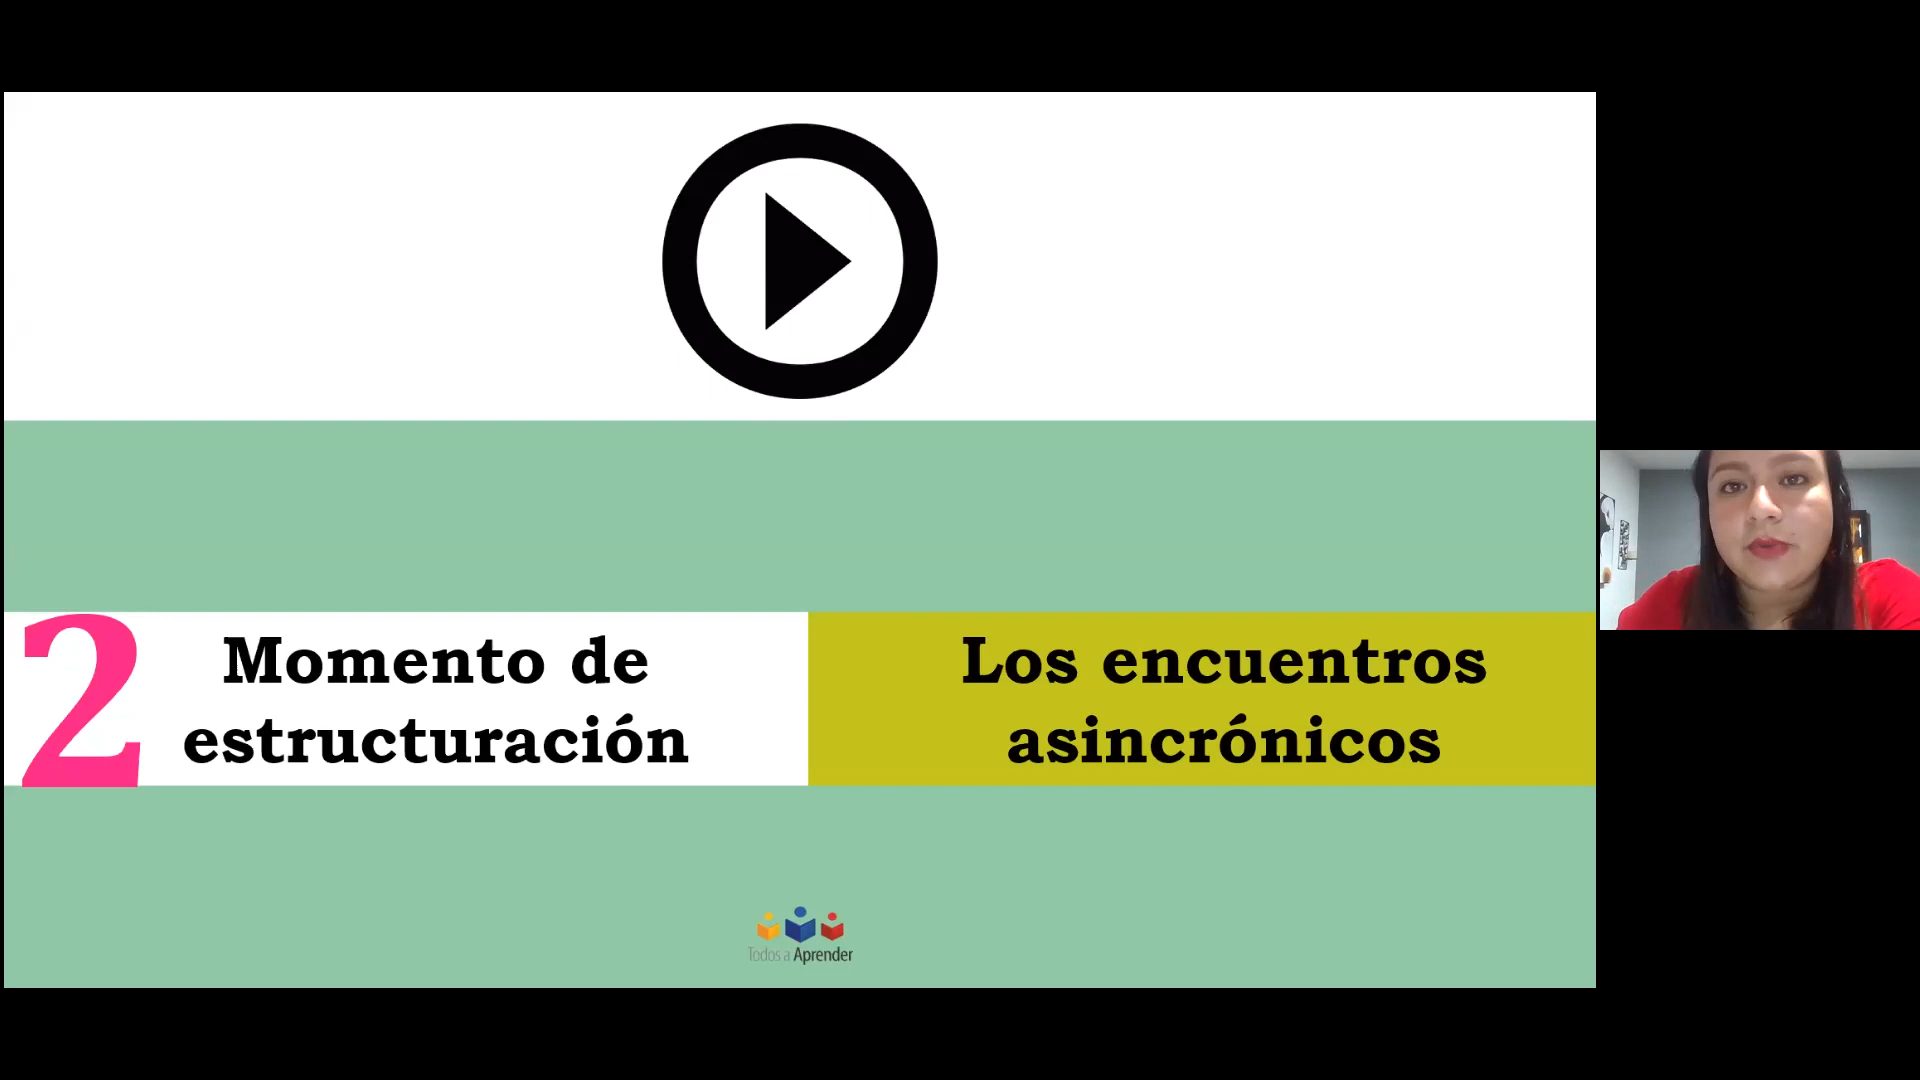 2
Momento de
estructuración
Los encuentros
asincrónicos
Todos a Aprender